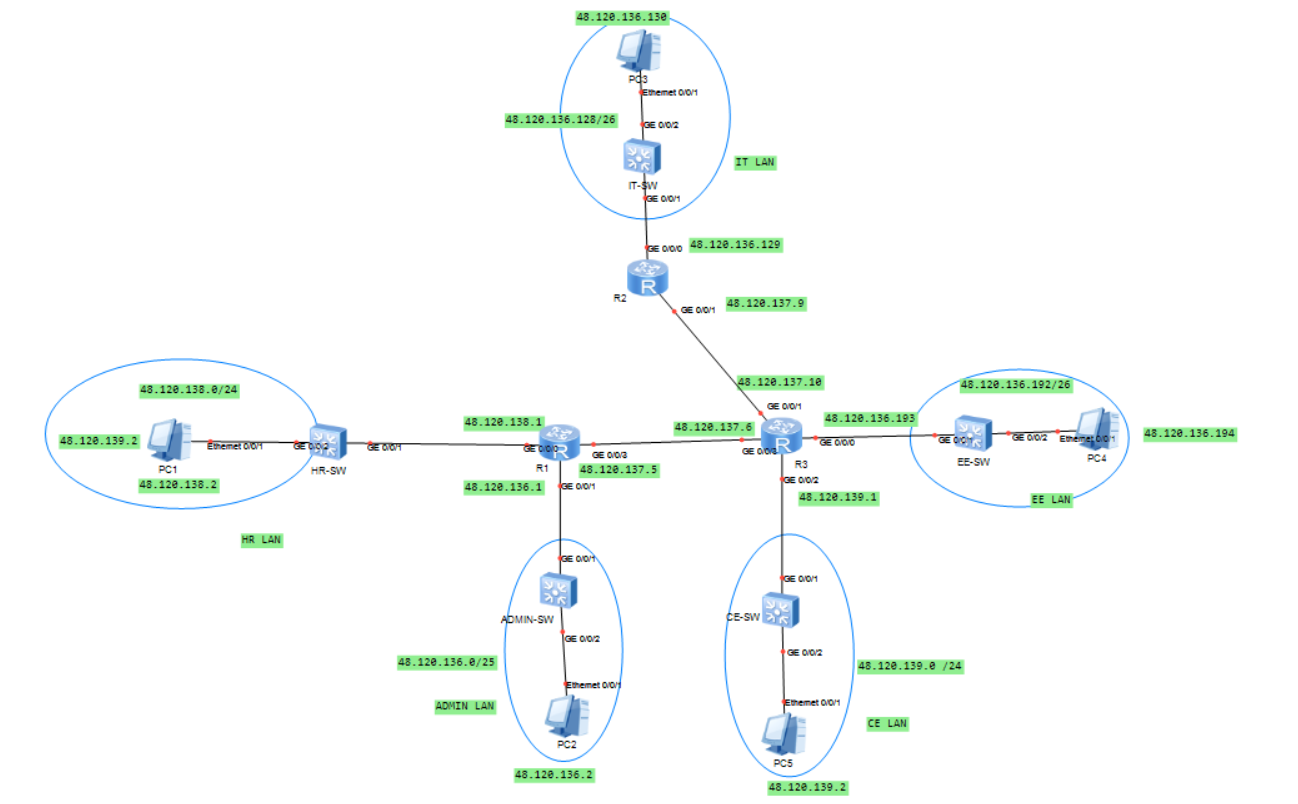 48.120.136.130
PC3
Ethernet 0/0/1
48.120.136.128/26
GE 0/0/2
IT LAN
IT-SW
GE 0/0/1
GE 0/0/0
48.120.136.129
R
R2
48.120.137.9
GE 0/0/1
48.120.137.10
GE 0/0/1
48.120.138.0/24
48.120.136.192/26
48.120.138.1
48.120.137.6
48.120.136.193
48.120.139.2
Ethernet 0/0/1
GE 0/0/2
GE 0/0/1
GE 0/0/0
R
GE 0/0/3
GE 0/0/3
R
GE 0/0/0
GE 0/0/1
GE 0/0/2
Ethernet 0/0/1
48.120.136.194
PC1
HR-SW
R1
48.120.137.5
R3
EE-SW
PC4
48.120.138.2
48.120.136.1
GE 0/0/1
GE 0/0/2
48.120.139.1
EE LAN
HR LAN
GE 0/0/1
GE 0/0/1
ADMIN-SW
CE-SW
GE 0/0/2
GE 0/0/2
48.120.136.0/25
48.120.139.0 /24
Ethernet 0/0/1
Ethernet 0/0/1
ADMIN LAN
CE LAN
PC2
PC5
48.120.136.2
48.120.139.2